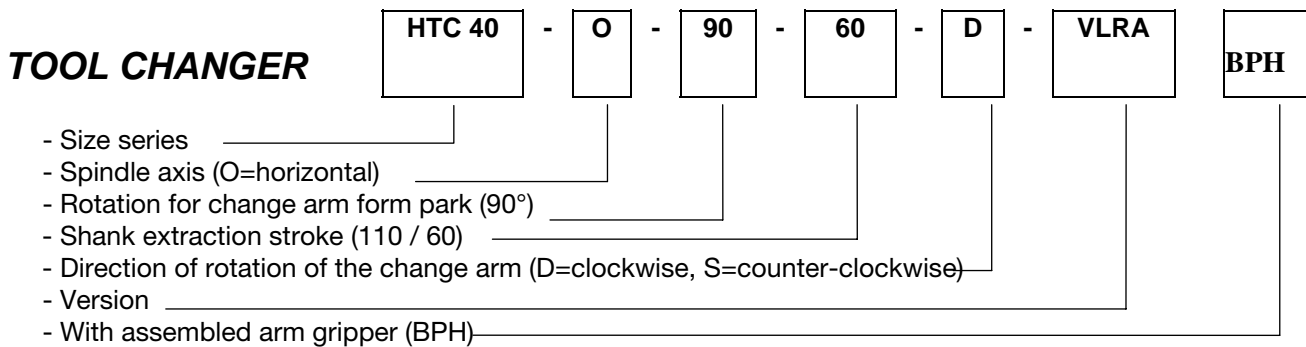 HTC 40 - O - 90 - 60 - D - VLRA
TOOL CHANGER BPH
- Size series
- Spindle axis (O=horizontal)
- Rotation for change arm form park (90°)
- Shank extraction stroke (110 / 60)
- Direction of rotation of the change arm (D=clockwise, S=counter-clockwise)
- Version
- With assembled arm gripper (BPH)